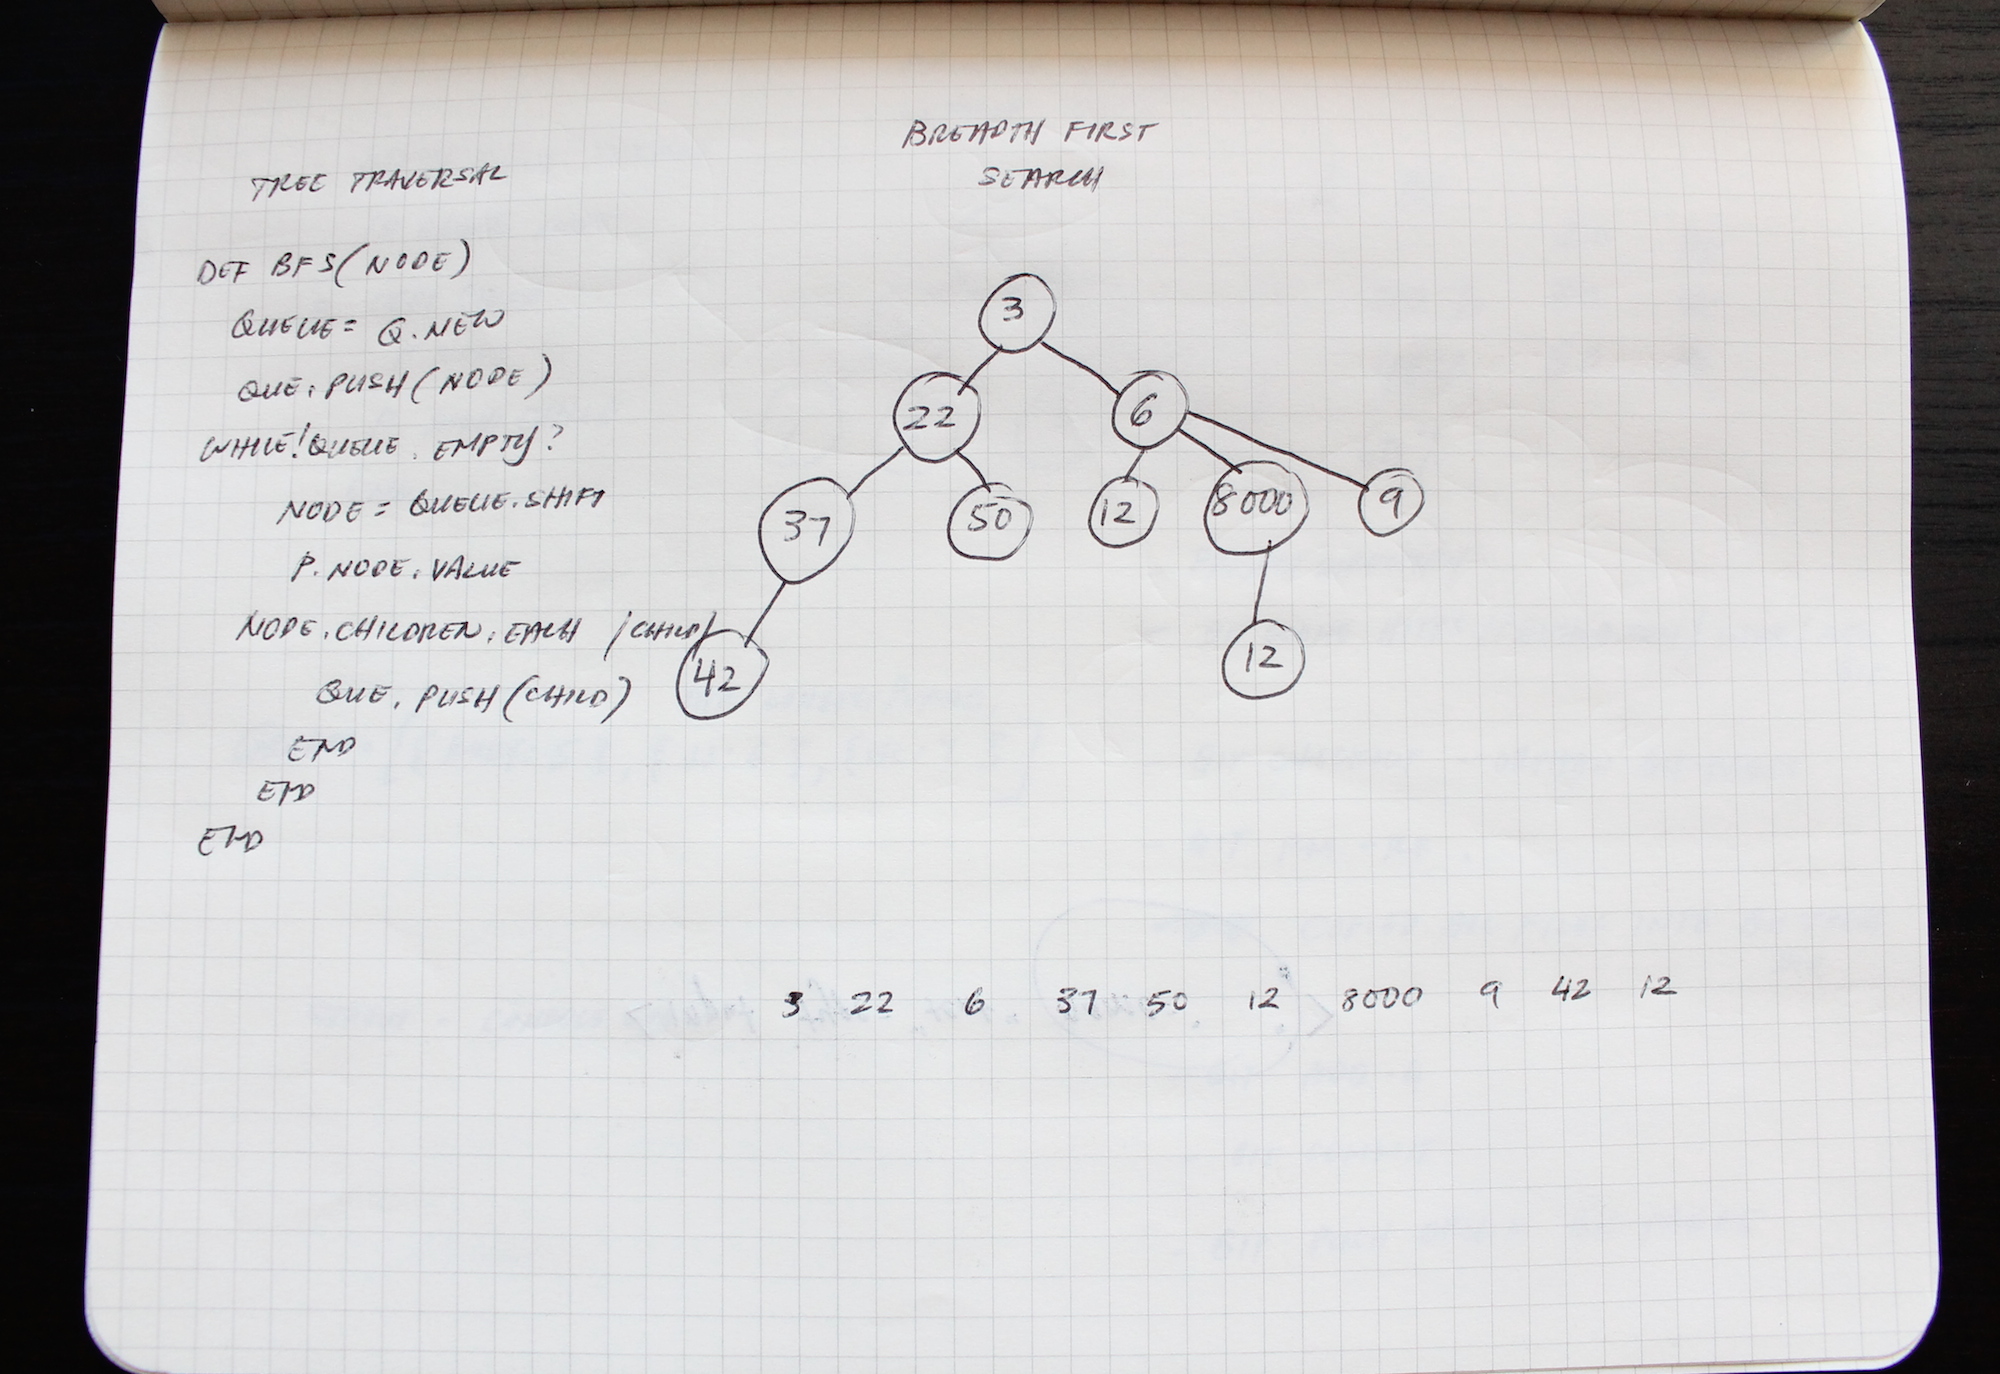 BREADTH FIRST
SEARCH
TREE TRAVERSAL
DEF BFS(NODE)
QUEUE= Q.NEW
QUE.PUSH(NODE)
WHILE!QUEUE.EMPTY?
NODE = QUEUE.SHIFT
P.NODE.VALUE
NODE.CHILDREN.EACH |CHILD|
QUE.PUSH(CHILD)
END
END
END
3
22 6
37 50 12 8000 9
42 12
3 22 6 37 50 12 8000 9 42 12